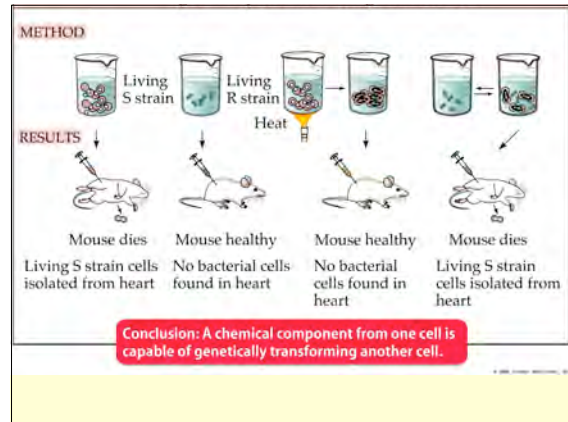 METHOD
Living
S strain
Living
R strain
Heat
RESULTS
Mouse dies
Living S strain cells
isolated from heart
Mouse healthy
No bacterial cells
found in heart
Mouse healthy
No bacterial
cells found in
heart
Mouse dies
Living S strain
cells isolated from
heart
Conclusion: A chemical component from one cell is
capable of genetically transforming another cell.